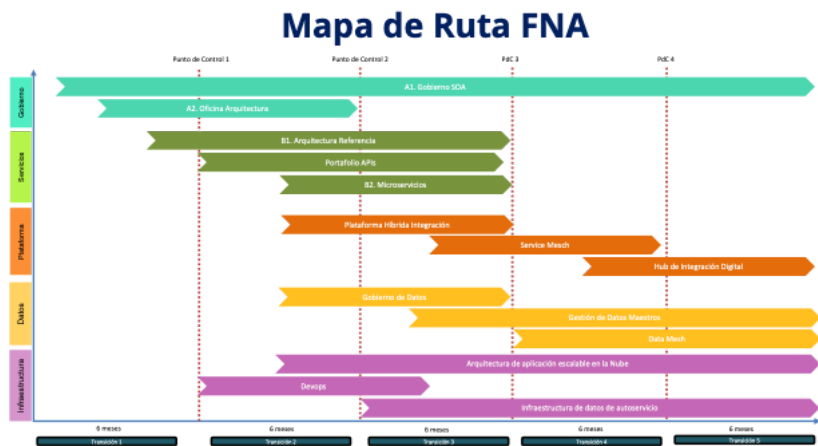 Mapa de Ruta FNA
Punto de Control 1
Punto de Control 2
PdC 3
PdC 4
Gobierno
A1. Gobierno SOA
A2. Oficina Arquitectura
Servicios
B1. Arquitectura Referencia
Portafolio APIs
B2. Microservicios
Plataforma
Plataforma Híbrida Integración
Service Mesch
Hub de Integración Digital
Datos
Gobierno de Datos
Gestión de Datos Maestros
Data Mesh
Infraestructura
Arquitectura de aplicación escalable en la Nube
Devops
Infraestructura de datos de autoservicio
6 meses
6 meses
6 meses
6 meses
6 meses
Transición 1
Transición 2
Transición 3
Transición 4
Transición 5